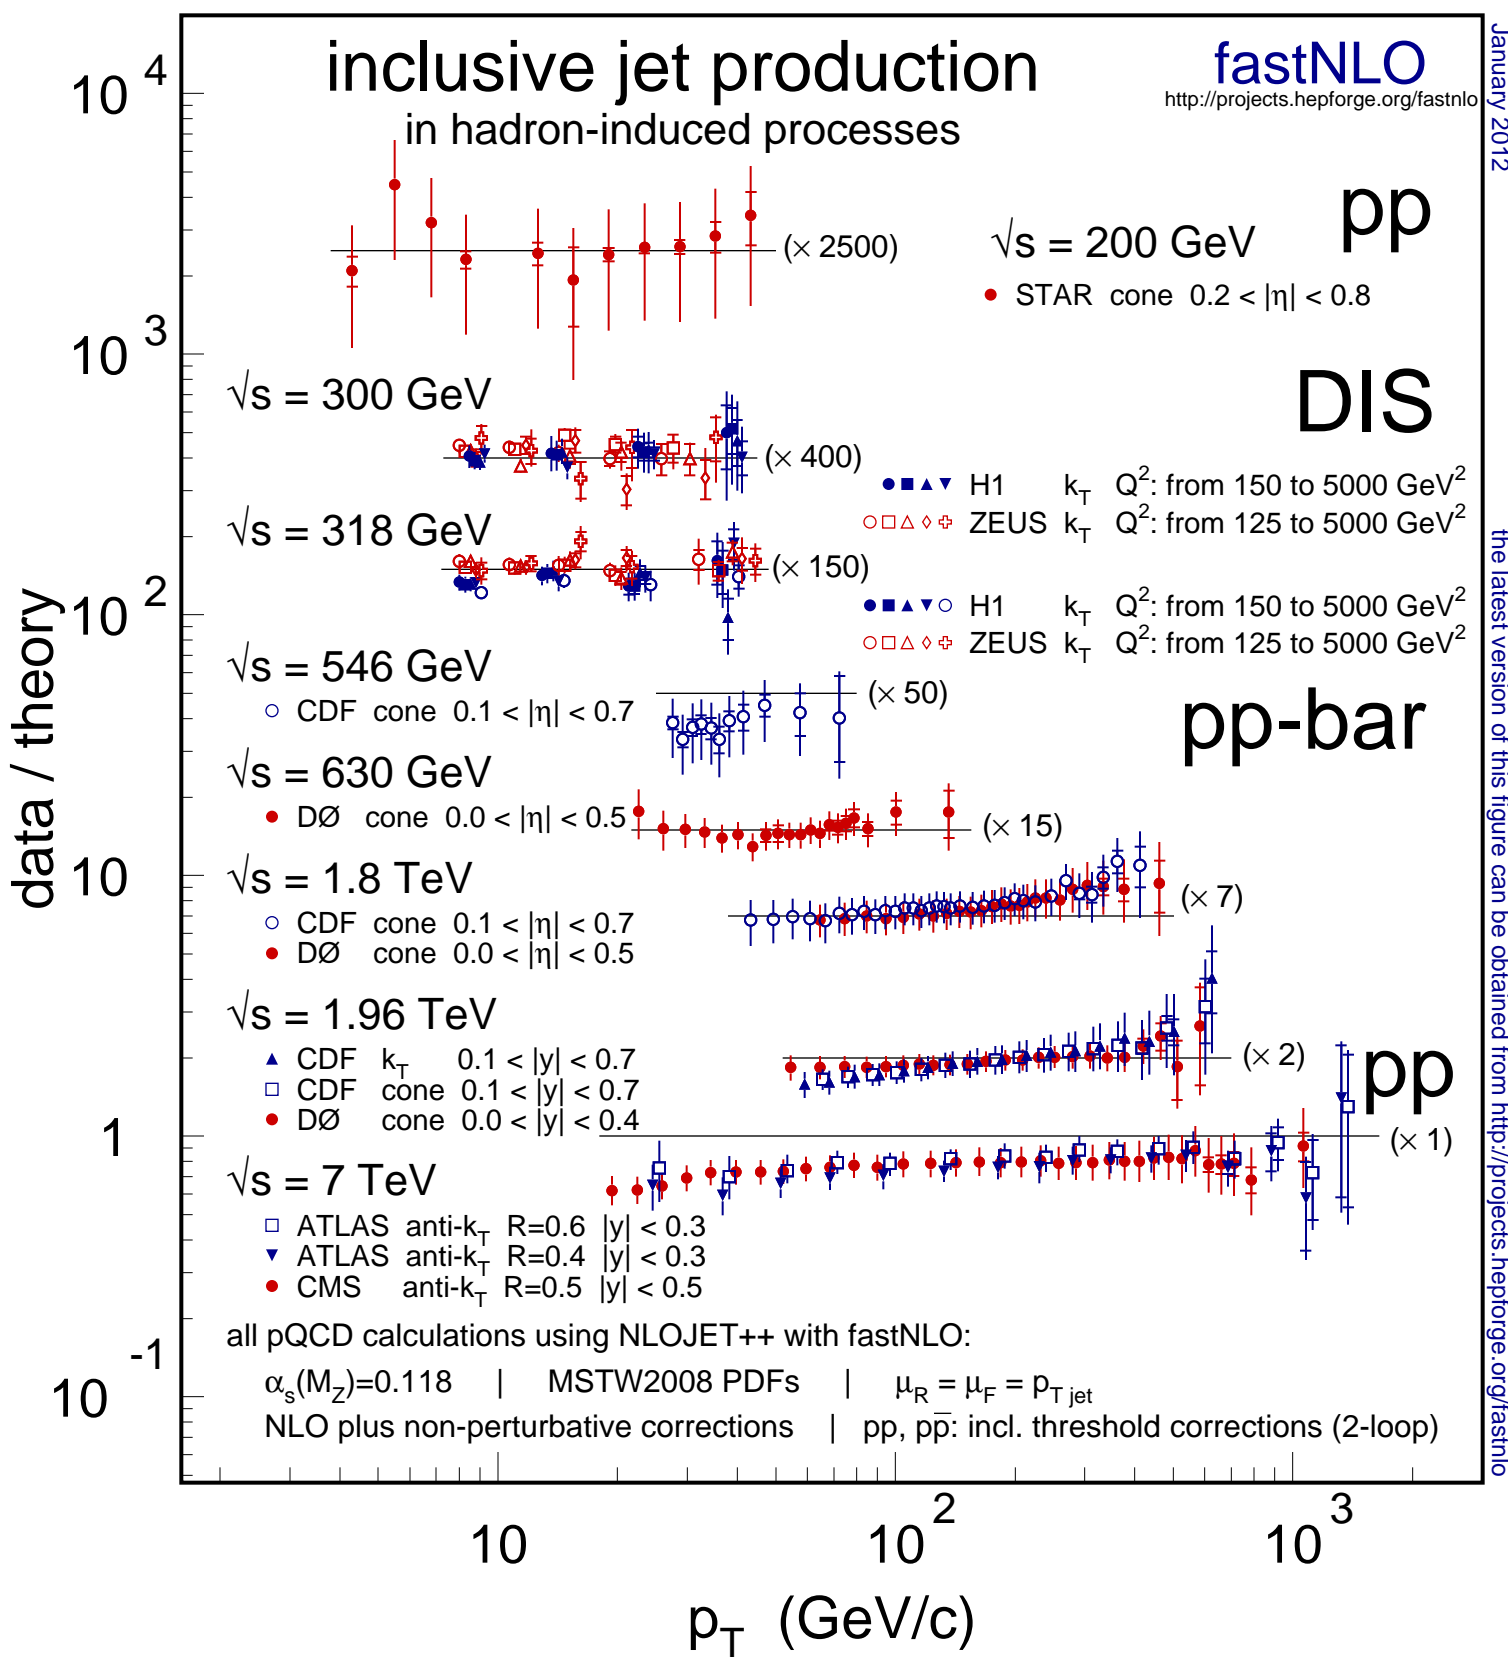 inclusive jet production
in hadron-induced processes
fastNLO
http://projects.hepforge.org/fastnlo
January 2012
the latest version of this figure can be obtained from http://projects.hepforge.org/fastnlo
data / theory
10^4
10^3
10^2
10
1
10^-1
pp
√s = 200 GeV
(× 2500)
STAR cone 0.2 < |η| < 0.8
DIS
√s = 300 GeV
(× 400)
H1 k_T Q²: from 150 to 5000 GeV²
ZEUS k_T Q²: from 125 to 5000 GeV²
√s = 318 GeV
(× 150)
H1 k_T Q²: from 150 to 5000 GeV²
ZEUS k_T Q²: from 125 to 5000 GeV²
pp-bar
√s = 546 GeV
(× 50)
CDF cone 0.1 < |η| < 0.7
√s = 630 GeV
DØ cone 0.0 < |η| < 0.5
(× 15)
√s = 1.8 TeV
(× 7)
CDF cone 0.1 < |η| < 0.7
DØ cone 0.0 < |η| < 0.5
√s = 1.96 TeV
(× 2)
CDF k_T 0.1 < |y| < 0.7
CDF cone 0.1 < |y| < 0.7
DØ cone 0.0 < |y| < 0.4
pp
(× 1)
√s = 7 TeV
ATLAS anti-k_T R=0.6 |y| < 0.3
ATLAS anti-k_T R=0.4 |y| < 0.3
CMS anti-k_T R=0.5 |y| < 0.5
all pQCD calculations using NLOJET++ with fastNLO:
α_s(M_Z)=0.118 | MSTW2008 PDFs | μ_R = μ_F = p_T jet
NLO plus non-perturbative corrections | pp, pp̅: incl. threshold corrections (2-loop)
10 10^2 10^3
p_T (GeV/c)